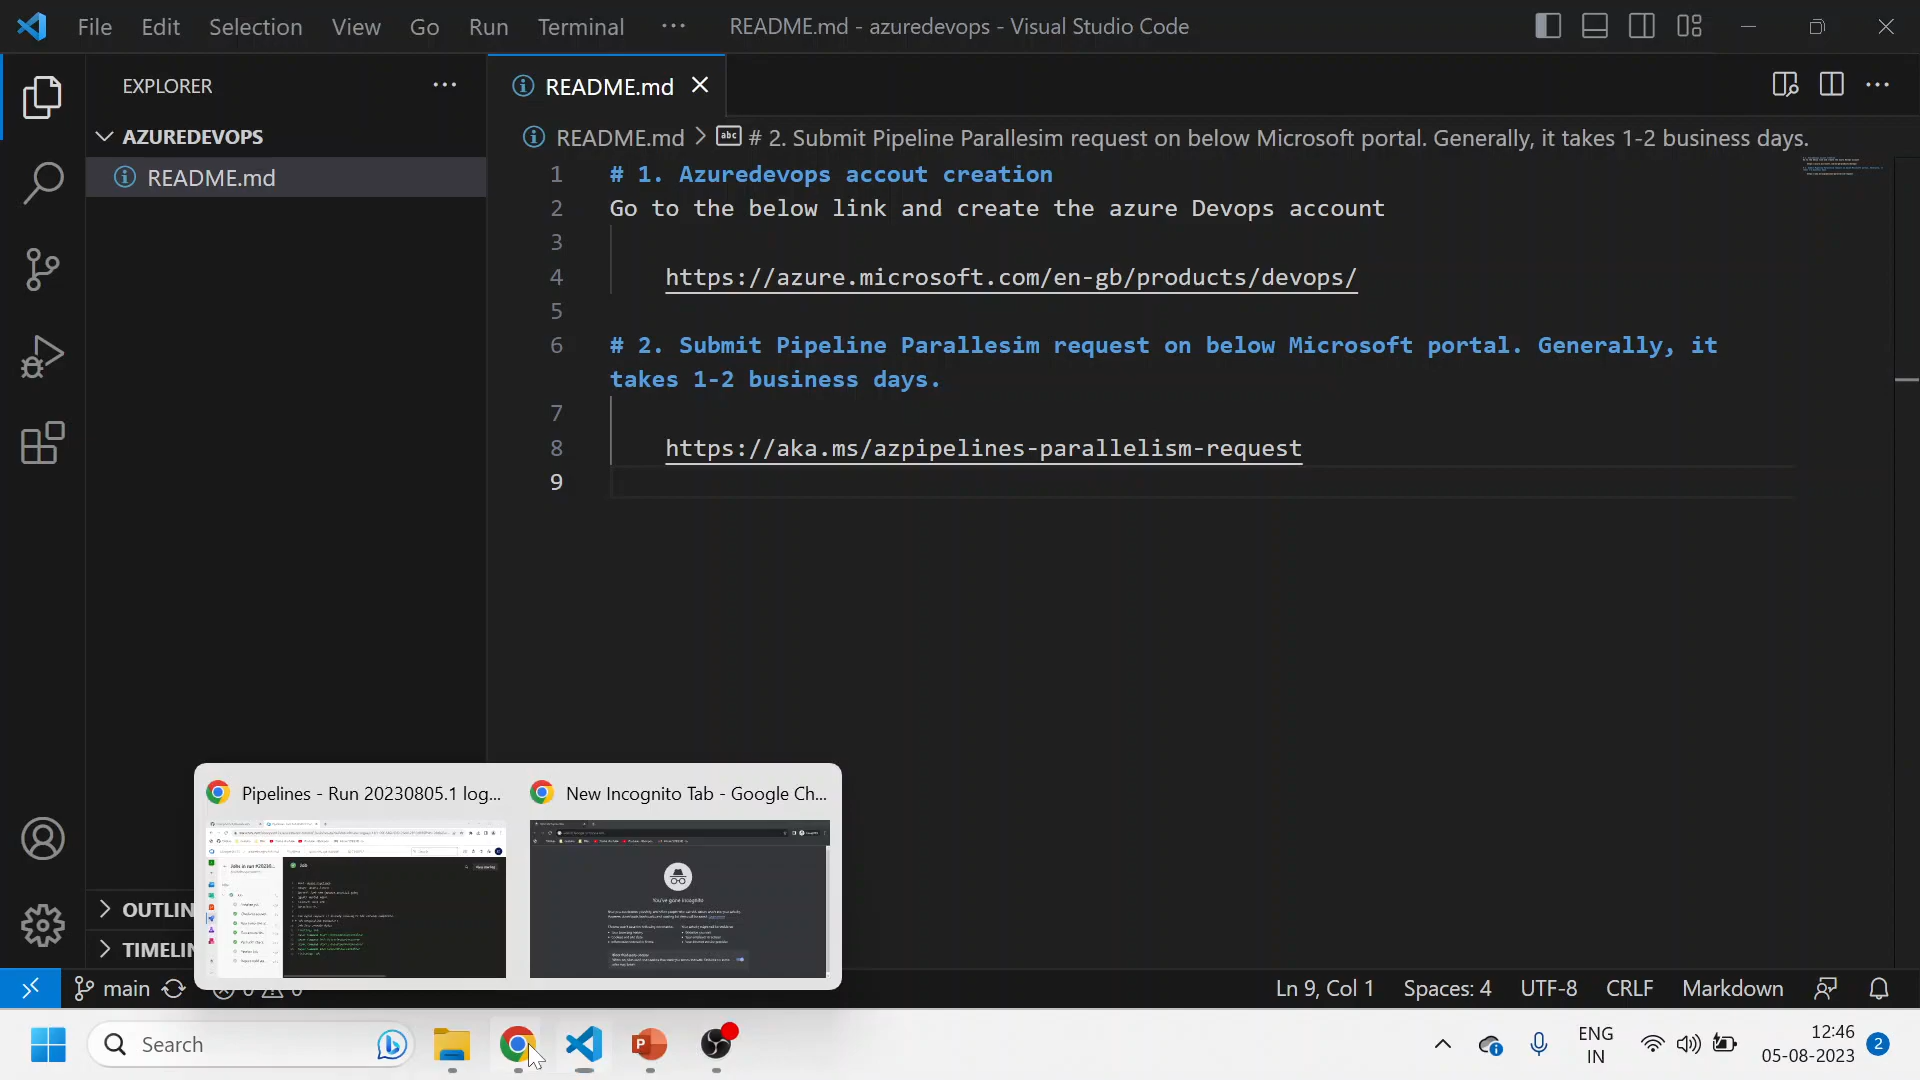 File Edit Selection View Go Run Terminal ··· README.md - azuredevops - Visual Studio Code
EXPLORER ···
README.md
AZUREDEVOPS
README.md
README.md > # 2. Submit Pipeline Parallesim request on below Microsoft portal. Generally, it takes 1-2 business days.
1 # 1. Azuredevops accout creation
2 Go to the below link and create the azure Devops account
3
4 https://azure.microsoft.com/en-gb/products/devops/
5
6 # 2. Submit Pipeline Parallesim request on below Microsoft portal. Generally, it
takes 1-2 business days.
7
8 https://aka.ms/azpipelines-parallelism-request
9
Pipelines - Run 20230805.1 log...
New Incognito Tab - Google Ch...
You've gone Incognito
OUTLIN
TIMELIN
main
Ln 9, Col 1 Spaces: 4 UTF-8 CRLF Markdown
Search
ENG
IN
12:46
05-08-2023
2